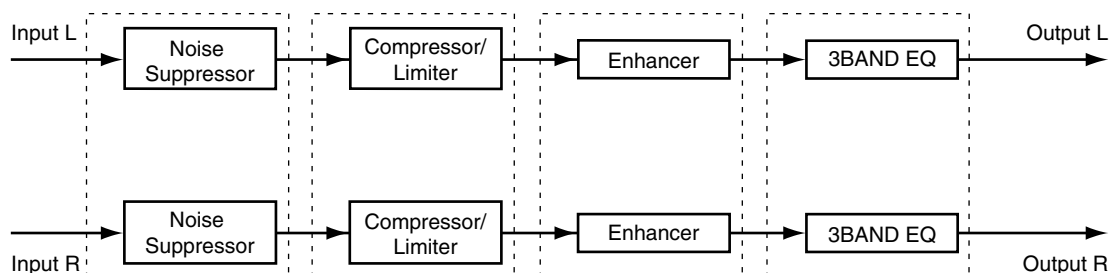 Input L
Noise
Suppressor
Compressor/
Limiter
Enhancer
3BAND EQ
Output L
Input R
Noise
Suppressor
Compressor/
Limiter
Enhancer
3BAND EQ
Output R